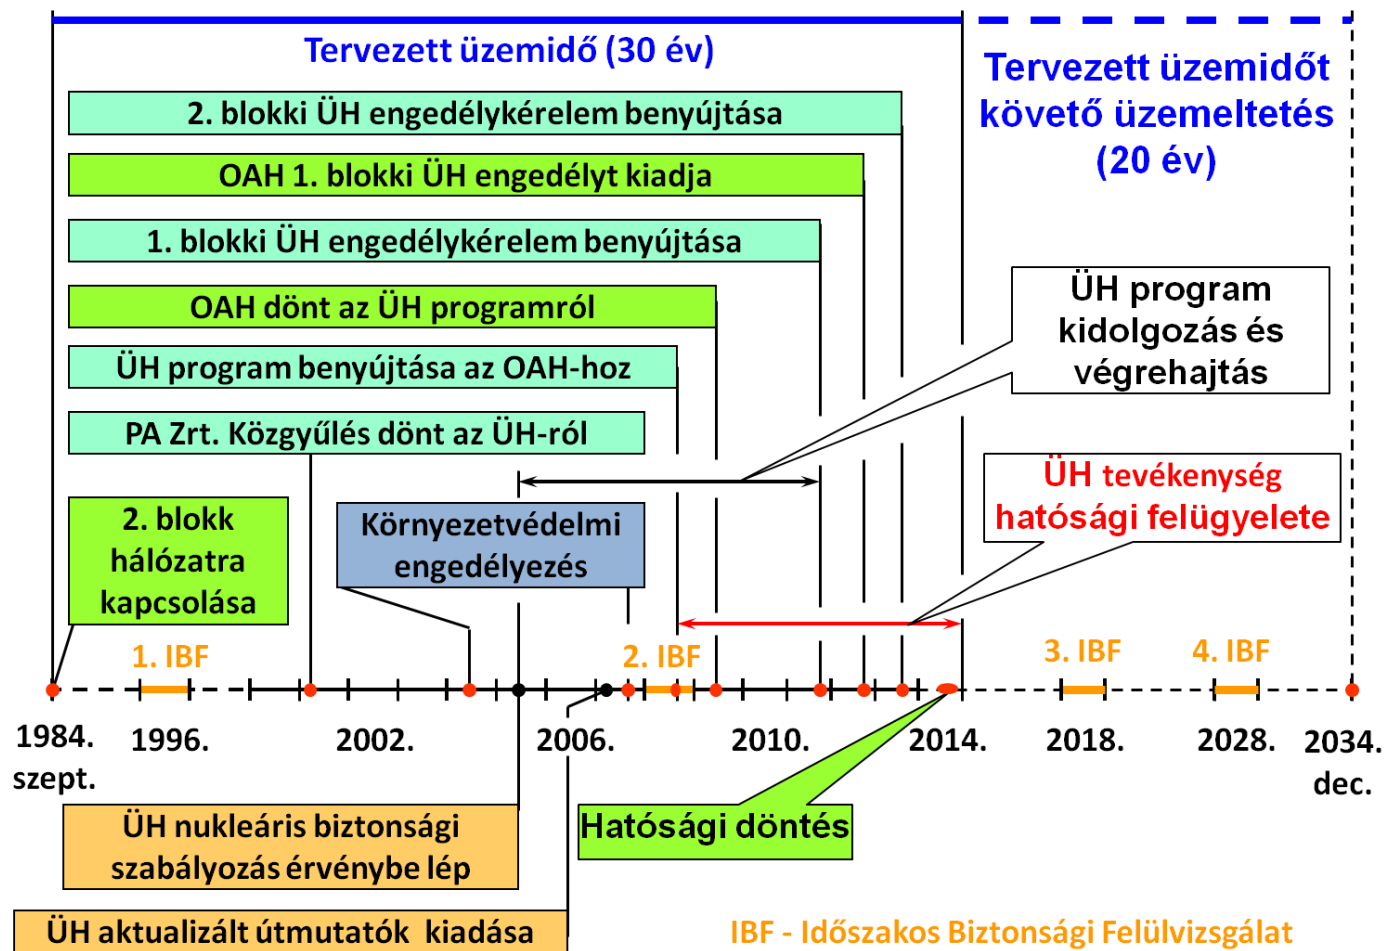 Tervezett üzemidő (30 év)
Tervezett üzemidőt
követő üzemeltetés
(20 év)
2. blokki ÜH engedélykérelem benyújtása
OAH 1. blokki ÜH engedélyt kiadja
1. blokki ÜH engedélykérelem benyújtása
OAH dönt az ÜH programról
ÜH program benyújtása az OAH-hoz
PA Zrt. Közgyűlés dönt az ÜH-ról
ÜH program
kidolgozás és
végrehajtás
ÜH tevékenység
hatósági felügyelete
2. blokk
hálózatra
kapcsolása
Környezetvédelmi
engedélyezés
1. IBF
2. IBF
3. IBF
4. IBF
1984.
szept.
1996.
2002.
2006.
2010.
2014.
2018.
2028.
2034.
dec.
ÜH nukleáris biztonsági
szabályozás érvénybe lép
Hatósági döntés
ÜH aktualizált útmutatók kiadása
IBF - Időszakos Biztonsági Felülvizsgálat